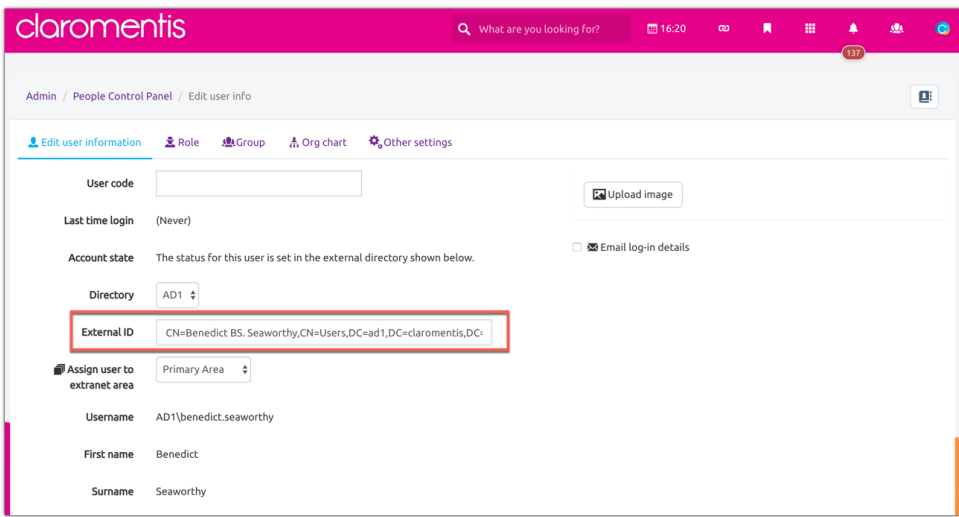 claromentis
What are you looking for?
16:20
137
Admin / People Control Panel / Edit user info
Edit user information
Role
Group
Org chart
Other settings
User code
Upload image
Last time login (Never)
Email log-in details
Account state The status for this user is set in the external directory shown below.
Directory AD1
External ID CN=Benedict BS. Seaworthy,CN=Users,DC=ad1,DC=claromentis,DC=
Assign user to Primary Area
extranet area
Username AD1\benedict.seaworthy
First name Benedict
Surname Seaworthy